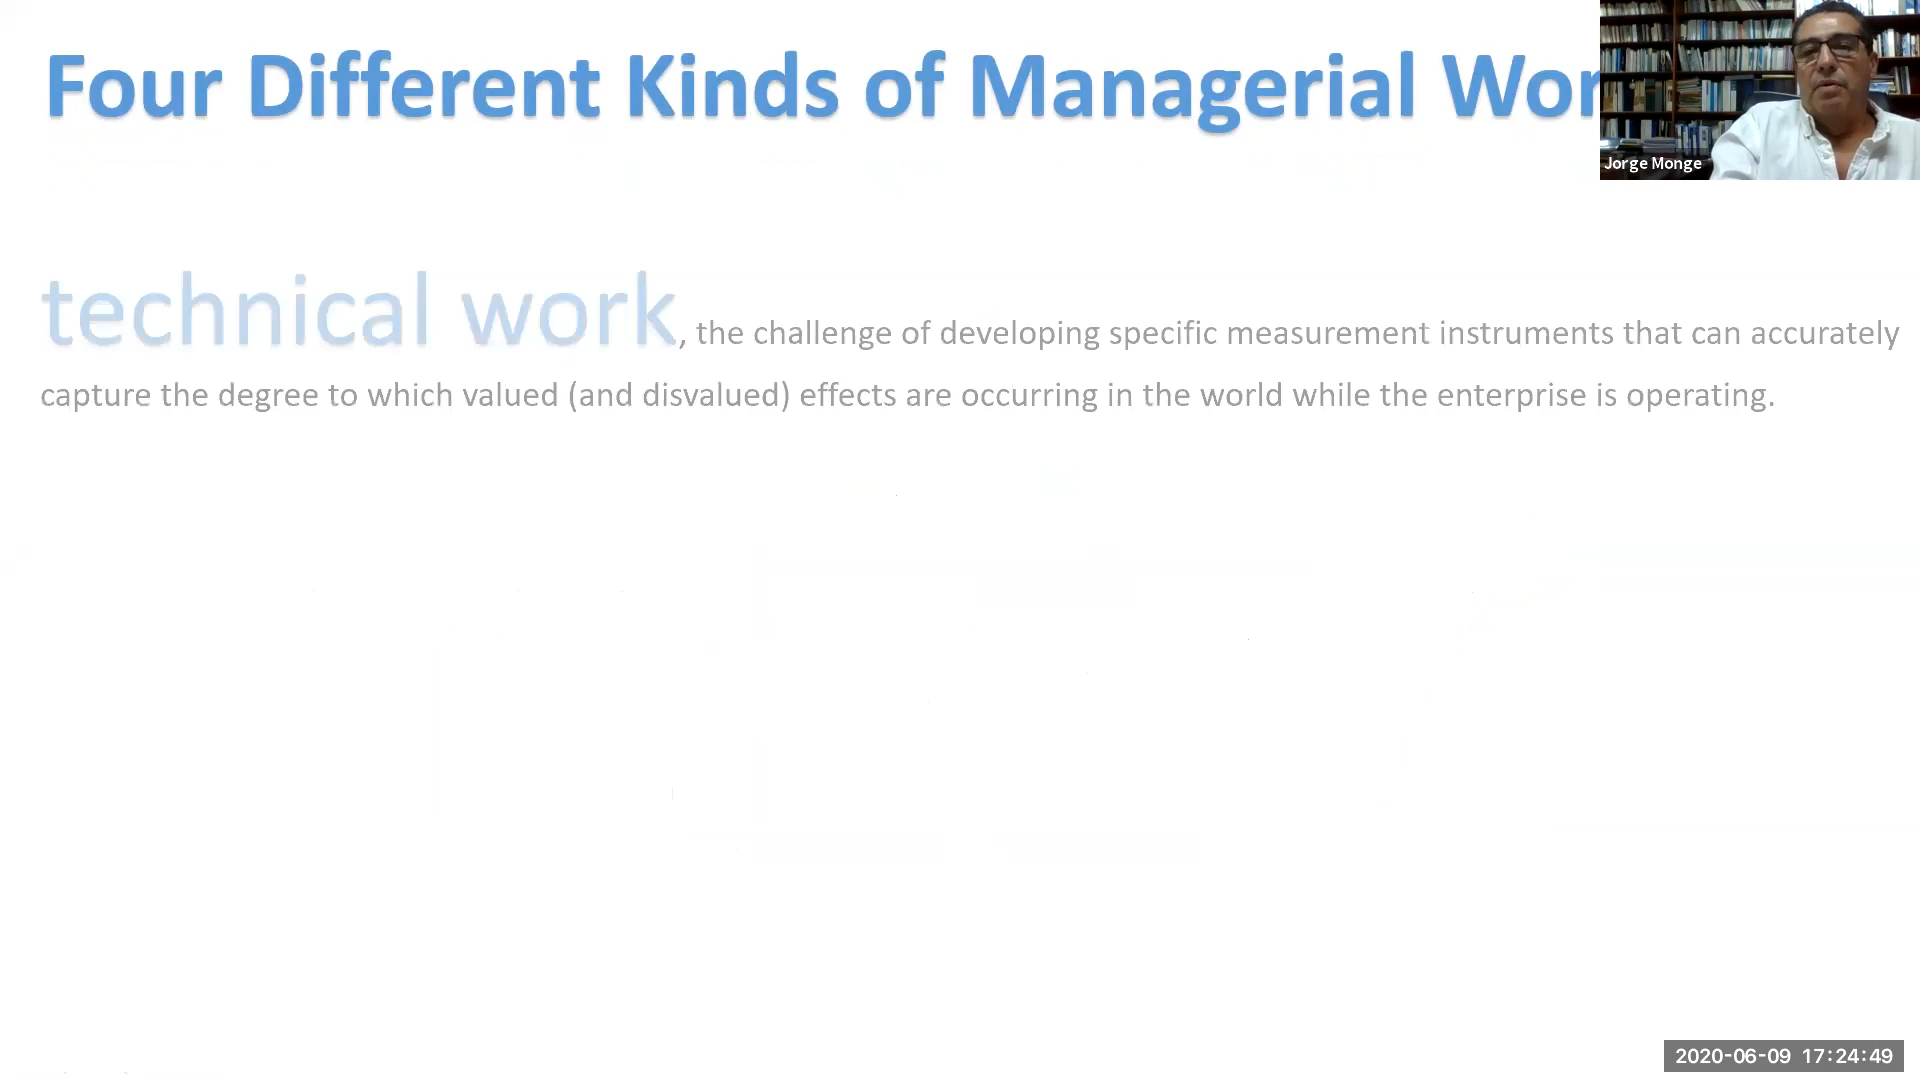 Four Different Kinds of Managerial Wor
Jorge Monge
technical work, the challenge of developing specific measurement instruments that can accurately
capture the degree to which valued (and disvalued) effects are occurring in the world while the enterprise is operating.
2020-06-09 17:24:49